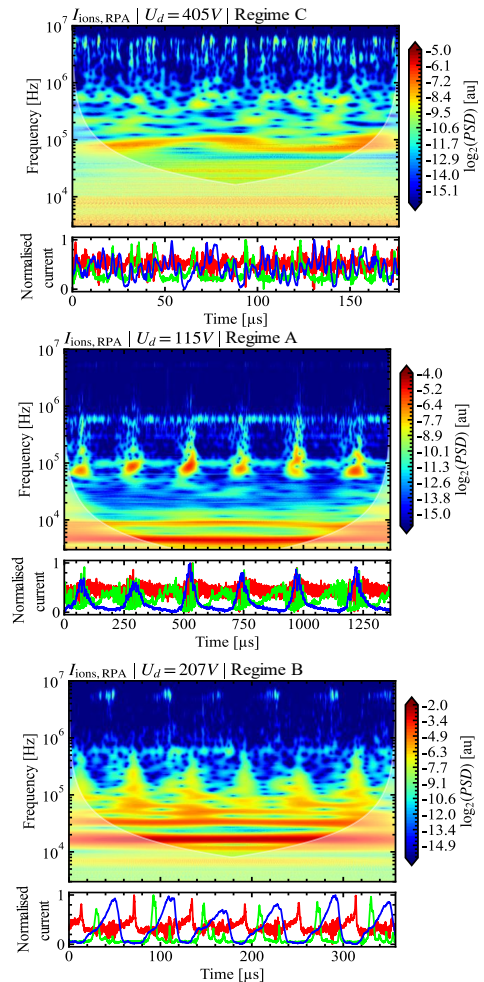 I_ions,RPA | U_d = 405V | Regime C
10^7
10^6
10^5
10^4
Frequency [Hz]
−5.0
−6.1
−7.2
−8.4
−9.5
−10.6
−11.7
−12.9
−14.0
−15.1
log_2(PSD) [au]
1
0
Normalised
current
0 50 100 150
Time [µs]
I_ions,RPA | U_d = 115V | Regime A
10^7
10^6
10^5
10^4
Frequency [Hz]
−4.0
−5.2
−6.4
−7.7
−8.9
−10.1
−11.3
−12.6
−13.8
−15.0
log_2(PSD) [au]
1
0
Normalised
current
0 250 500 750 1000 1250
Time [µs]
I_ions,RPA | U_d = 207V | Regime B
10^7
10^6
10^5
10^4
Frequency [Hz]
−2.0
−3.4
−4.9
−6.3
−7.7
−9.1
−10.6
−12.0
−13.4
−14.9
log_2(PSD) [au]
1
0
Normalised
current
0 100 200 300
Time [µs]